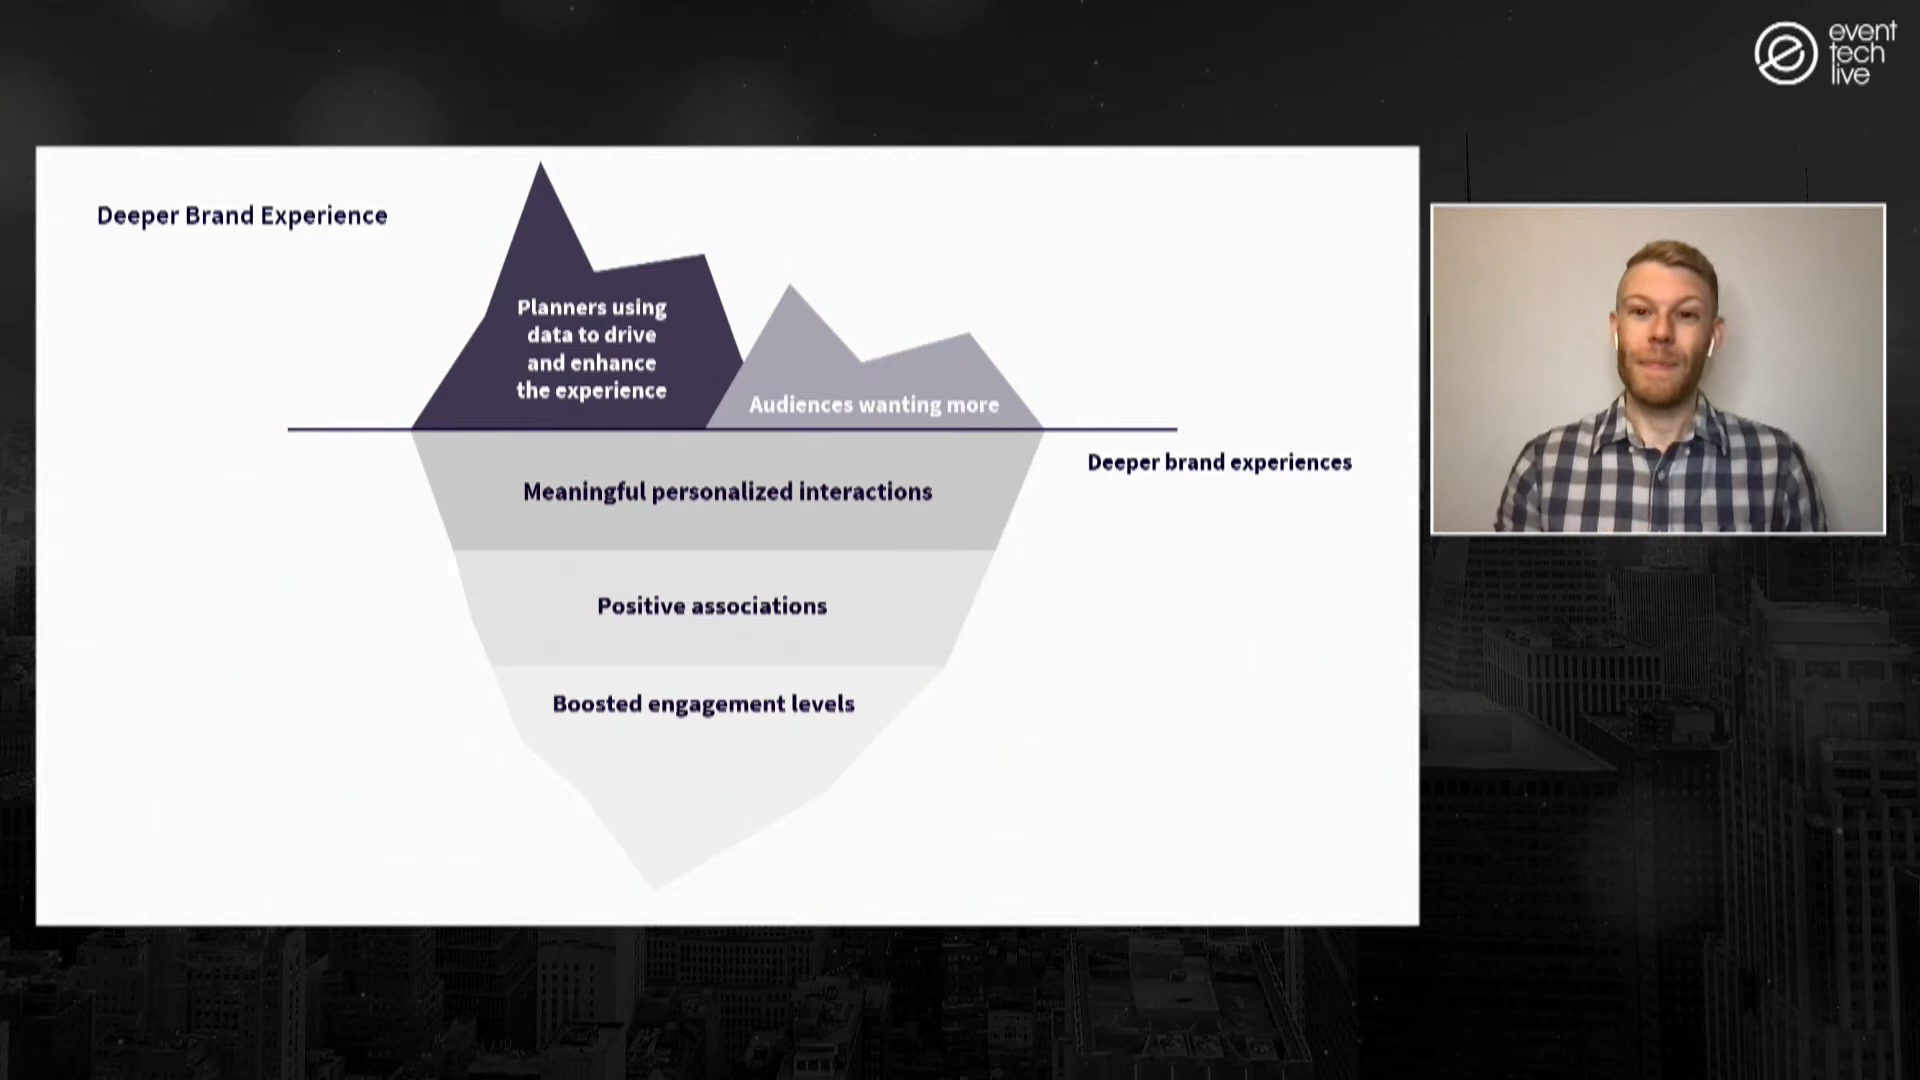 event
tech
live
Deeper Brand Experience
Planners using
data to drive
and enhance
the experience
Audiences wanting more
Deeper brand experiences
Meaningful personalized interactions
Positive associations
Boosted engagement levels